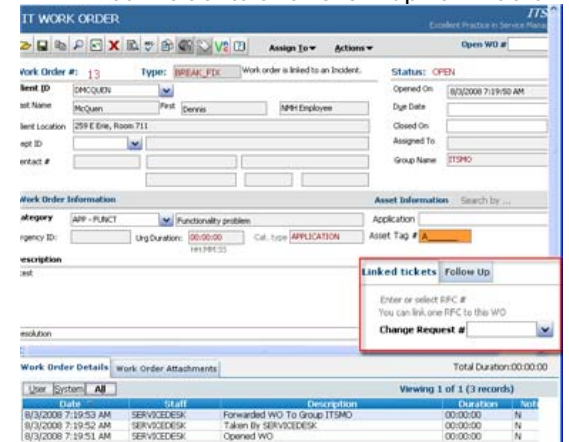 IT WORK ORDER
ITS
Excellent Practice in Service Manag
Assign To Actions Open WO #
Work Order #: 13 Type: BREAK_FIX Work order is linked to an Incident. Status: OPEN
lient ID DMCQUEN Opened On 8/3/2008 7:19:50 AM
ast Name McQuen First Dennis NMH Employee Due Date
lient Location 259 E Erie, Room 711 Closed On
ept ID Assigned To
ontact # Group Name ITSMO
Work Order Information Asset Information Search by ...
ategory APP - FUNCT Functionality problem Application
rgency ID: Urg Duration: 00:00:00 Cat. type APPLICATION Asset Tag # A
HH:MM:SS
escription
test
Linked tickets Follow Up
Enter or select RFC #
You can link one RFC to this WO
Change Request #
esolution
Work Order Details Work Order Attachments Total Duration:00:00:00
User System All Viewing 1 of 1 (3 records)
Date Staff Description Duration Not
8/3/2008 7:19:53 AM SERVICEDESK Forwarded WO To Group ITSMO 00:00:00 N
8/3/2008 7:19:52 AM SERVICEDESK Taken By SERVICEDESK 00:00:00 N
8/3/2008 7:19:51 AM SERVICEDESK Opened WO 00:00:00 N